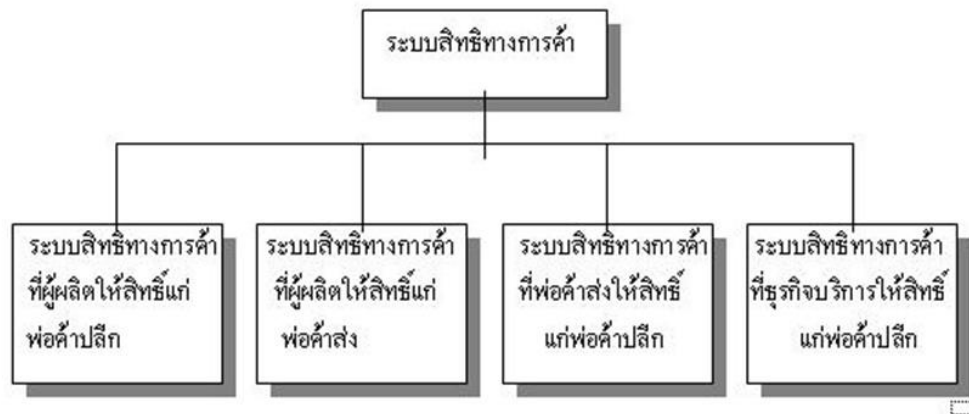 ระบบสิทธิทางการค้า
ระบบสิทธิทางการค้า
ที่ผู้ผลิตให้สิทธิ์แก่
พ่อค้าปลีก
ระบบสิทธิทางการค้า
ที่ผู้ผลิตให้สิทธิ์แก่
พ่อค้าส่ง
ระบบสิทธิทางการค้า
ที่พ่อค้าส่งให้สิทธิ์
แก่พ่อค้าปลีก
ระบบสิทธิทางการค้า
ที่ธุรกิจบริการให้สิทธิ์
แก่พ่อค้าปลีก